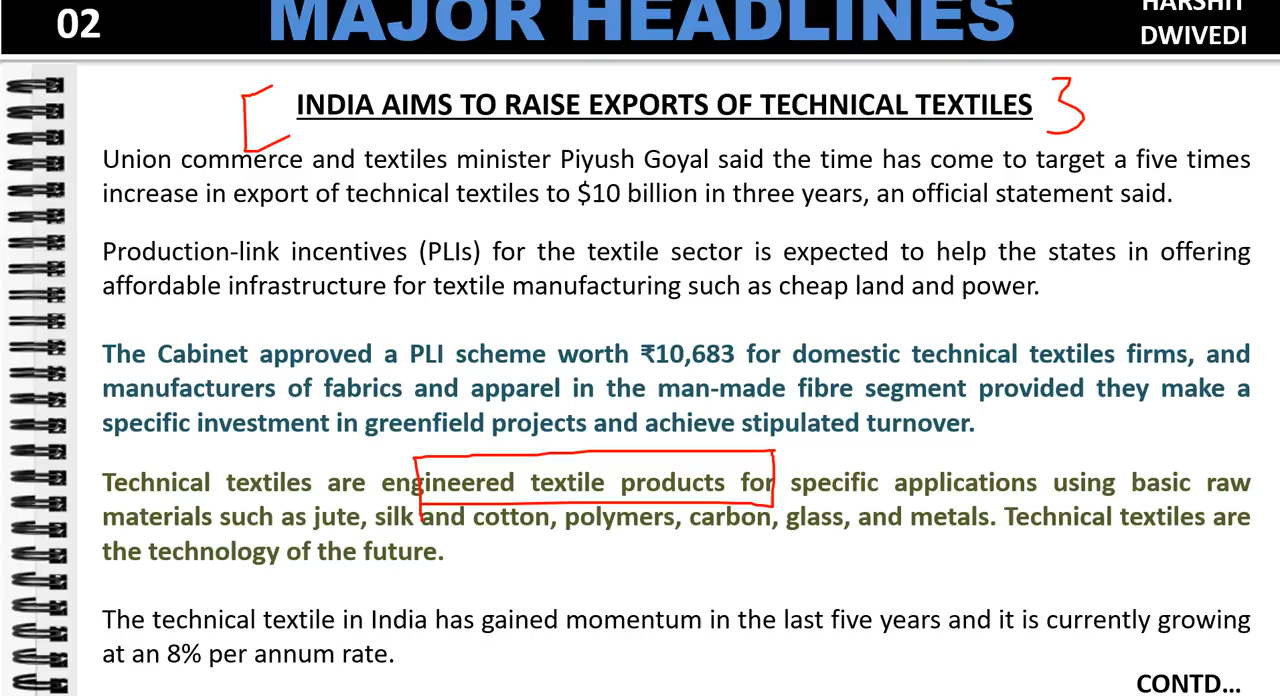 02
MAJOR HEADLINES
HARSHIT
DWIVEDI
INDIA AIMS TO RAISE EXPORTS OF TECHNICAL TEXTILES
Union commerce and textiles minister Piyush Goyal said the time has come to target a five times
increase in export of technical textiles to $10 billion in three years, an official statement said.
Production-link incentives (PLIs) for the textile sector is expected to help the states in offering
affordable infrastructure for textile manufacturing such as cheap land and power.
The Cabinet approved a PLI scheme worth ₹10,683 for domestic technical textiles firms, and
manufacturers of fabrics and apparel in the man-made fibre segment provided they make a
specific investment in greenfield projects and achieve stipulated turnover.
Technical textiles are engineered textile products for specific applications using basic raw
materials such as jute, silk and cotton, polymers, carbon, glass, and metals. Technical textiles are
the technology of the future.
The technical textile in India has gained momentum in the last five years and it is currently growing
at an 8% per annum rate.
CONTD...